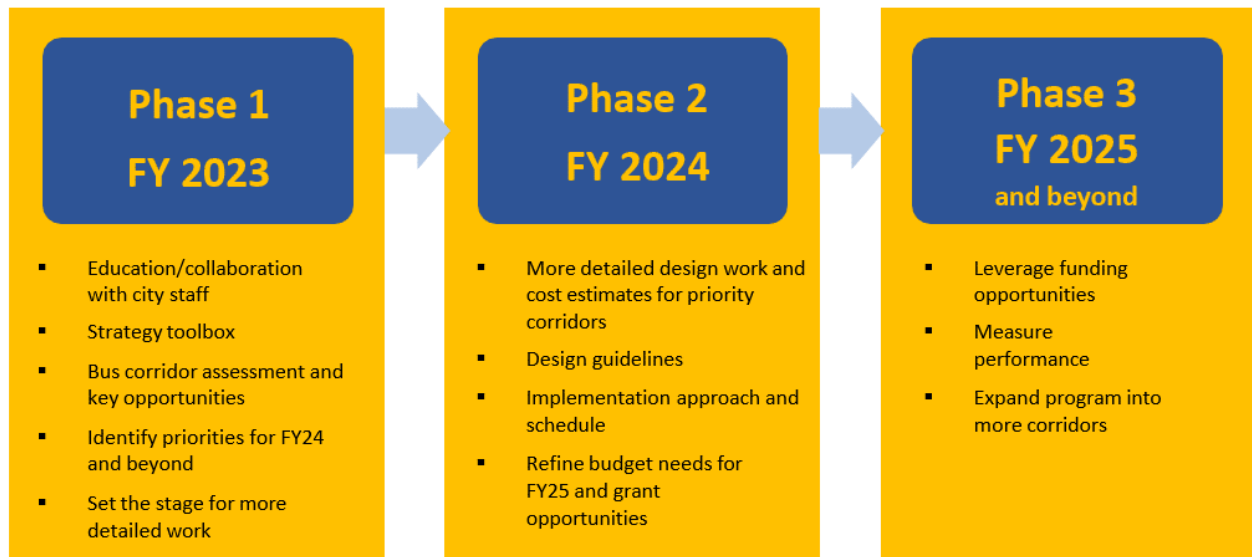 Phase 1
FY 2023
▪ Education/collaboration
with city staff
▪ Strategy toolbox
▪ Bus corridor assessment and
key opportunities
▪ Identify priorities for FY24
and beyond
▪ Set the stage for more
detailed work
Phase 2
FY 2024
▪ More detailed design work and
cost estimates for priority
corridors
▪ Design guidelines
▪ Implementation approach and
schedule
▪ Refine budget needs for
FY25 and grant
opportunities
Phase 3
FY 2025
and beyond
▪ Leverage funding
opportunities
▪ Measure
performance
▪ Expand program into
more corridors